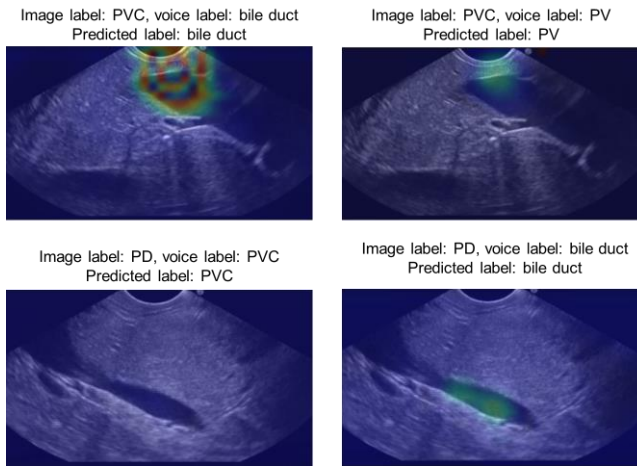 Image label: PVC, voice label: bile duct
Predicted label: bile duct
Image label: PVC, voice label: PV
Predicted label: PV
Image label: PD, voice label: PVC
Predicted label: PVC
Image label: PD, voice label: bile duct
Predicted label: bile duct